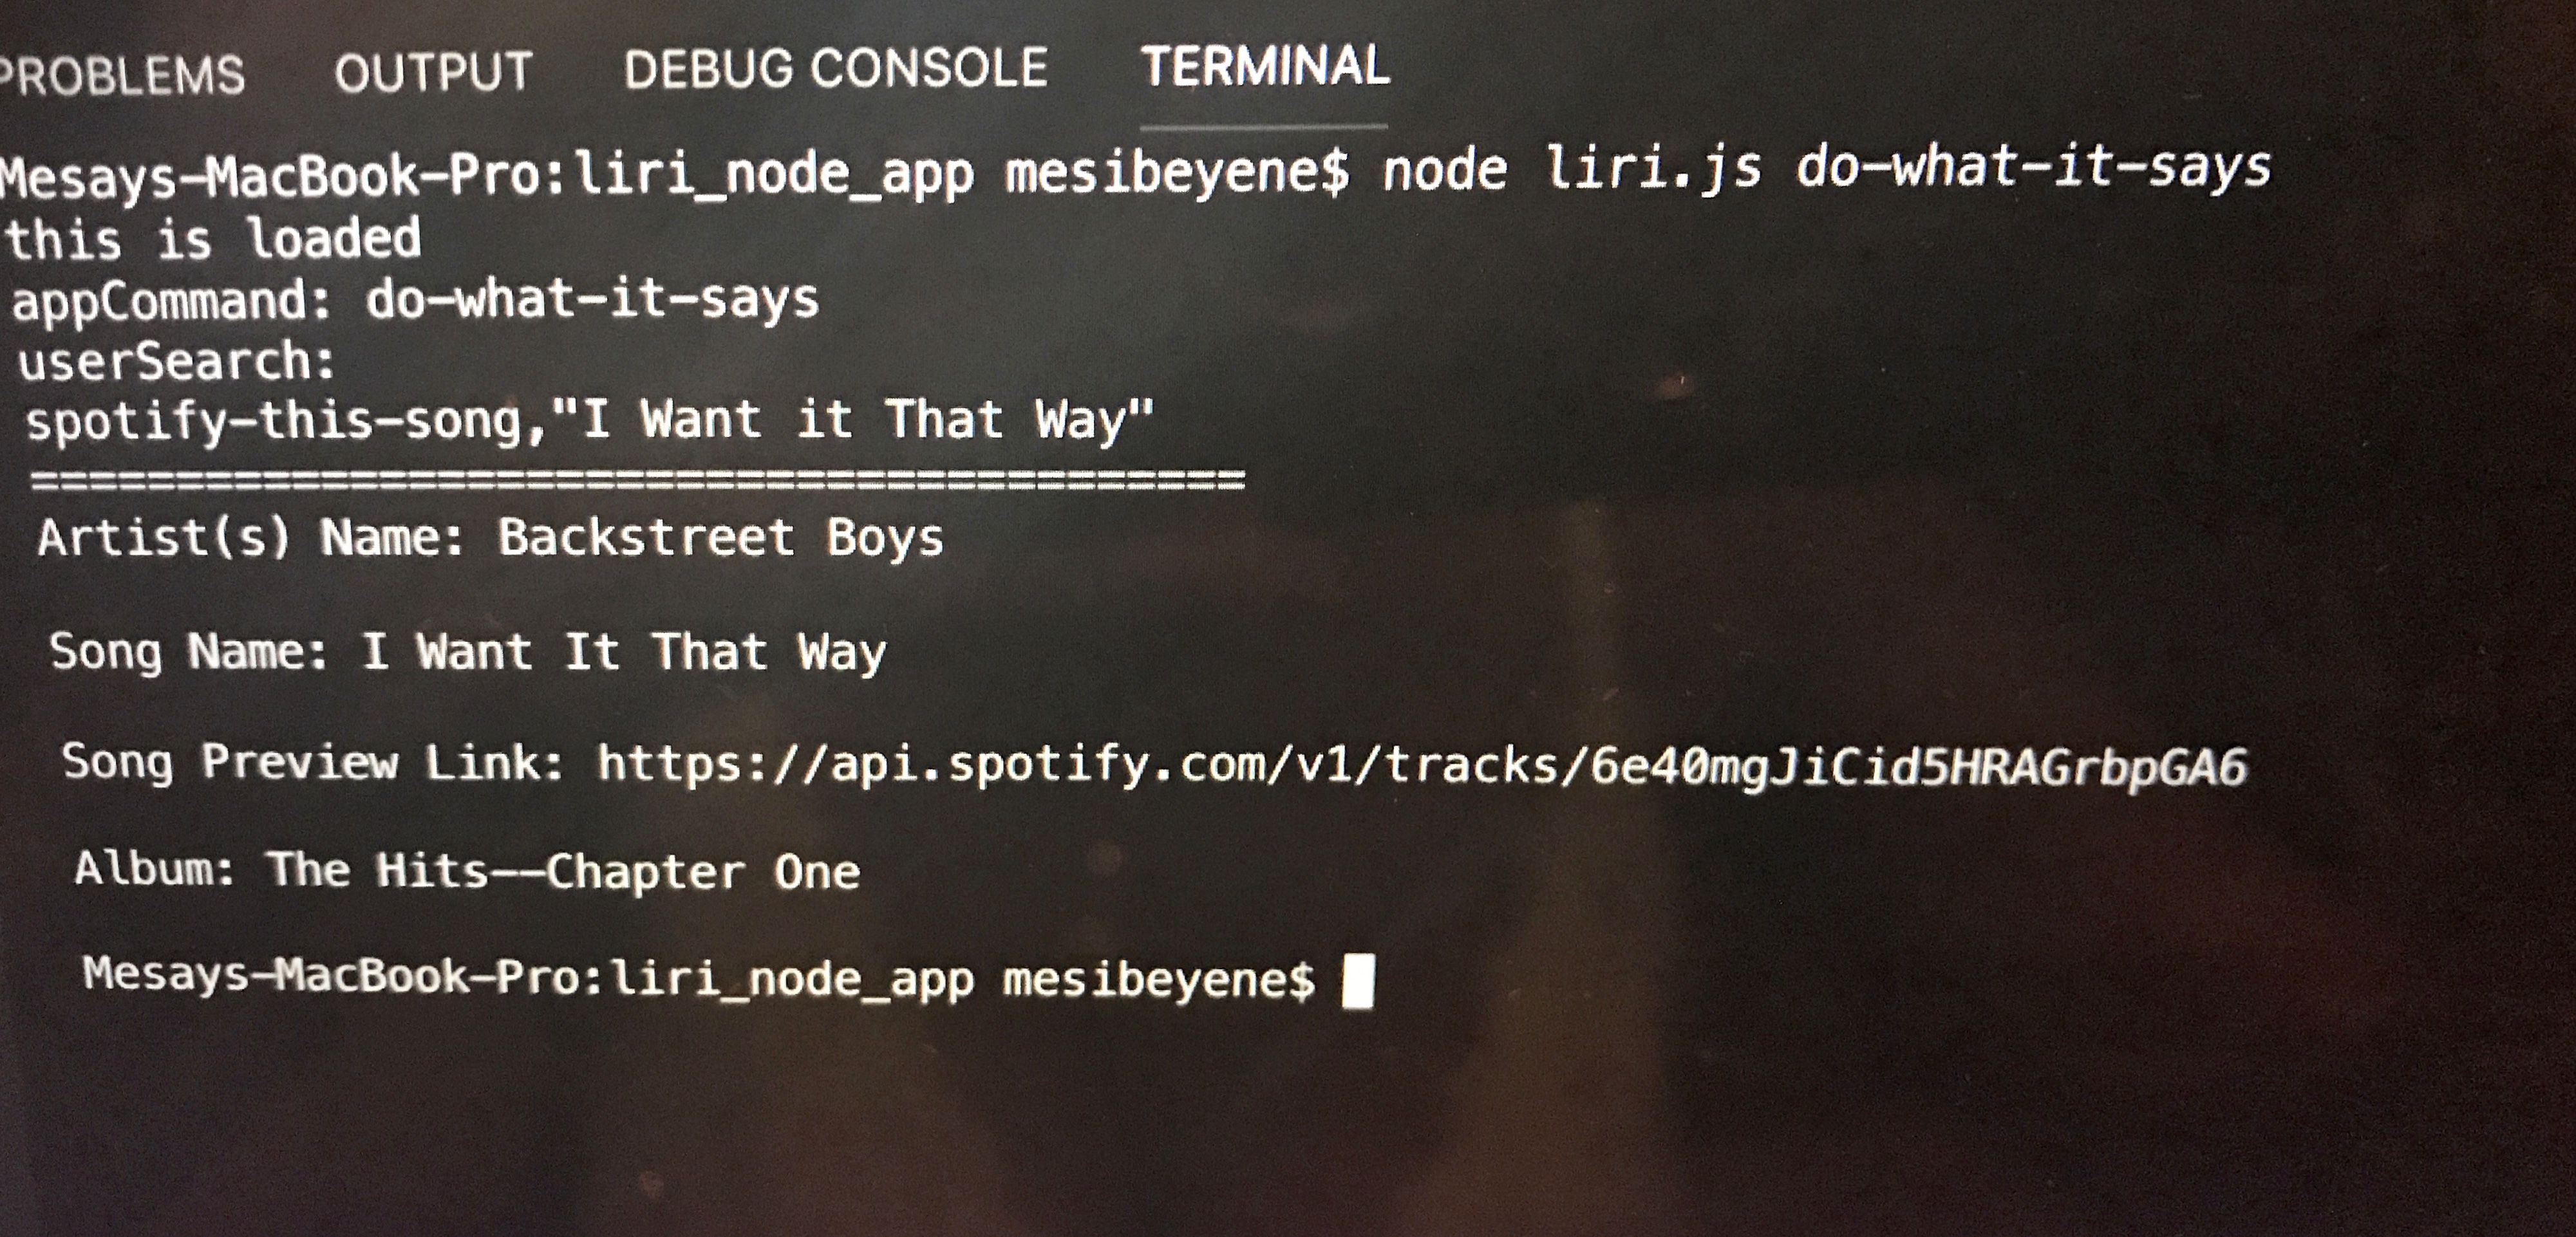 PROBLEMS OUTPUT DEBUG CONSOLE TERMINAL
Mesays-MacBook-Pro:liri_node_app mesibeyene$ node liri.js do-what-it-says
this is loaded
appCommand: do-what-it-says
userSearch:
spotify-this-song,"I Want it That Way"
==========================================
Artist(s) Name: Backstreet Boys
Song Name: I Want It That Way
Song Preview Link: https://api.spotify.com/v1/tracks/6e40mgJiCid5HRAGrbpGA6
Album: The Hits--Chapter One
Mesays-MacBook-Pro:liri_node_app mesibeyene$